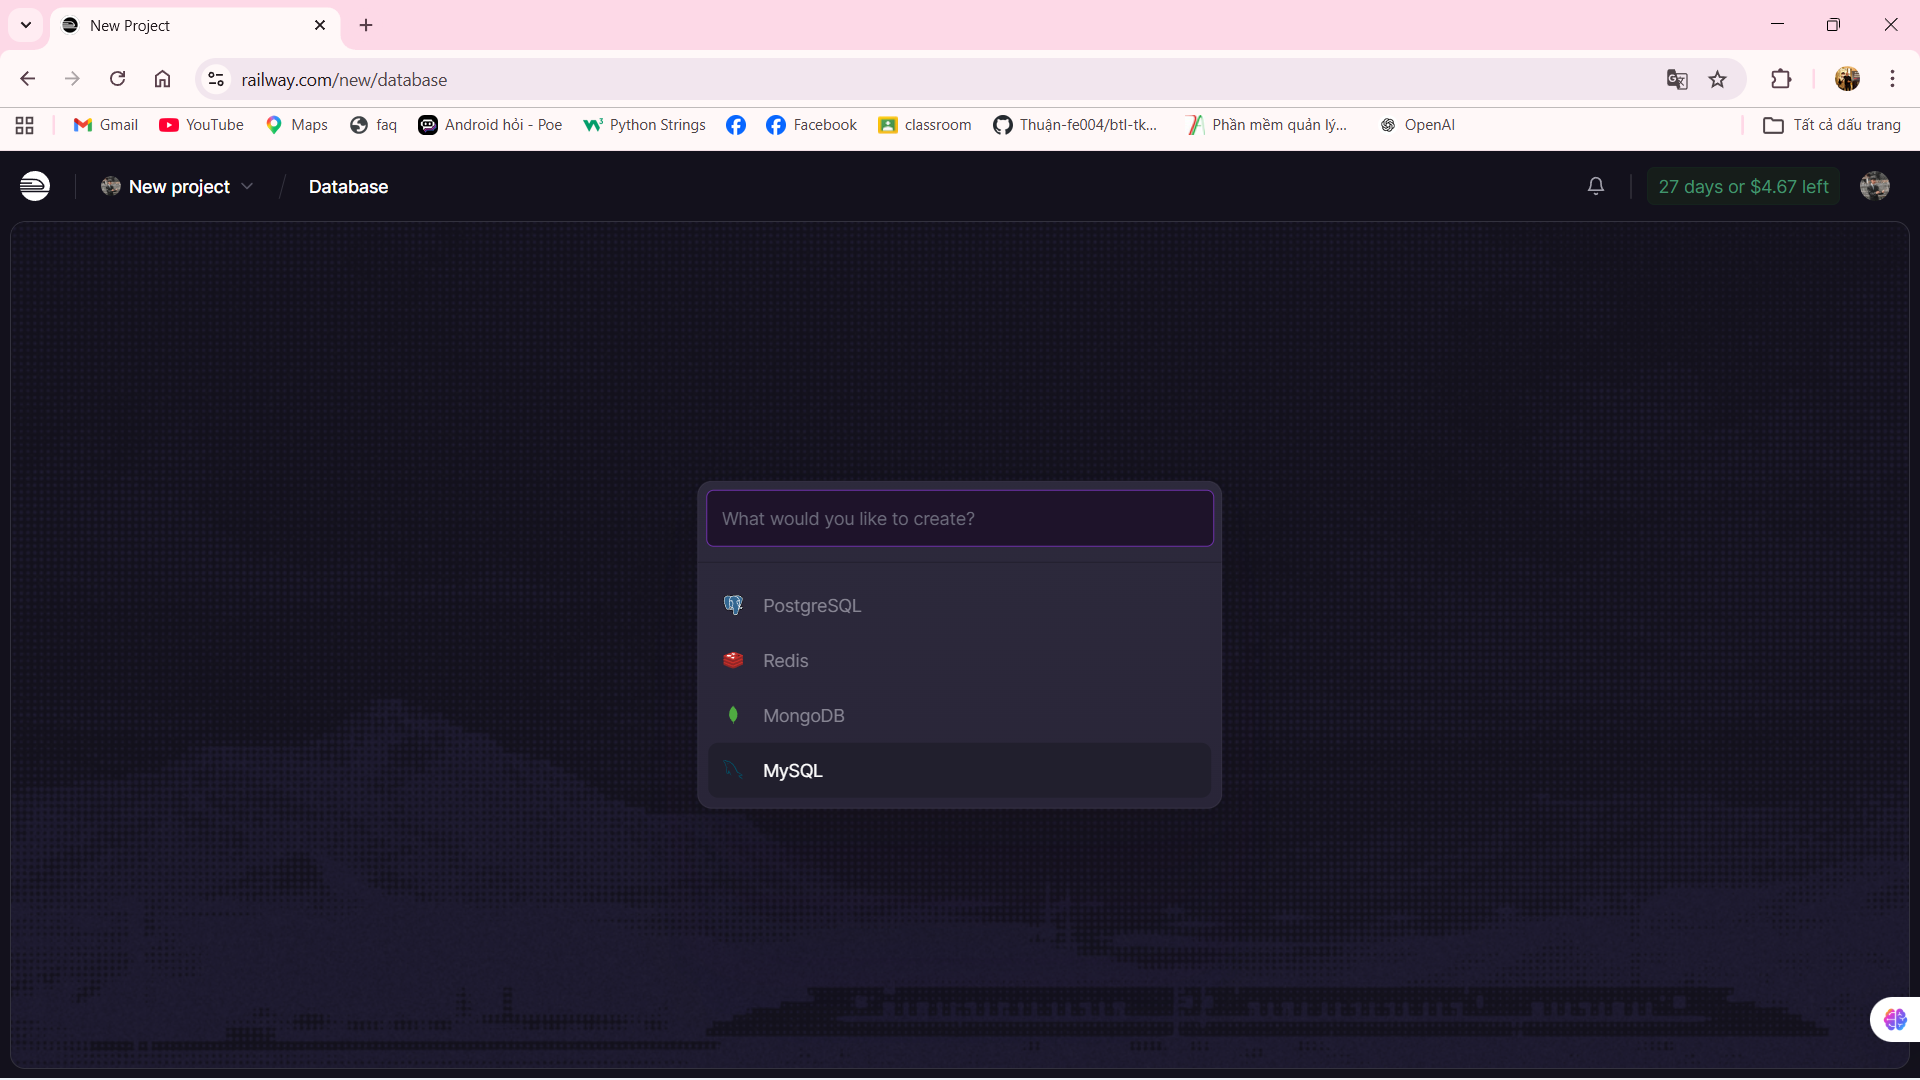 New Project
railway.com/new/database
Gmail
YouTube
Maps
faq
Android hỏi - Poe
Python Strings
Facebook
classroom
Thuận-fe004/btl-tk...
Phần mềm quản lý...
OpenAI
Tất cả dấu trang
New project
Database
27 days or $4.67 left
What would you like to create?
PostgreSQL
Redis
MongoDB
MySQL